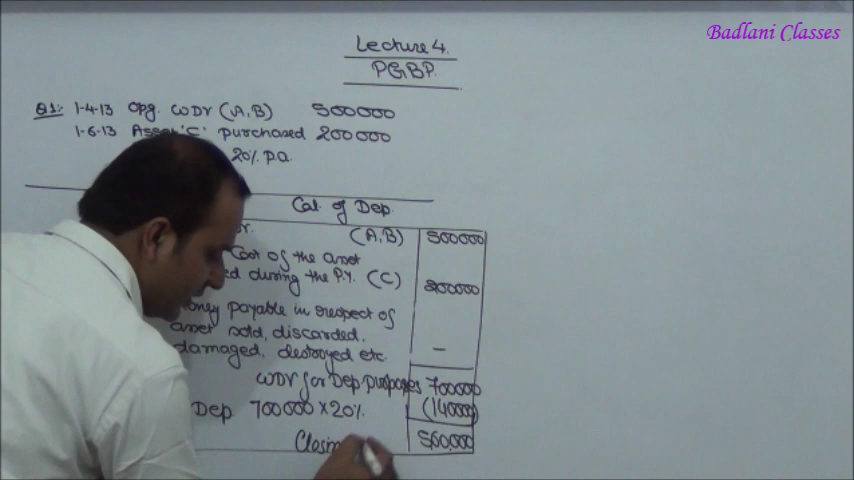 Badlani Classes
Lecture 4.
PGBP.
Q1:- 1-4-13 Opg. WDV (A,B) 500000
1-6-13 Asset 'C' purchased 200000
20% p.a.
Cal. of Dep.
(A,B) 500000
Cost of the asset
during the P.Y. (C) 200000
money payable in respect of
asset sold, discarded,
damaged, destroyed etc. –
WDV for Dep. purposes 700000
Dep 700000 x 20% (140000)
560,000